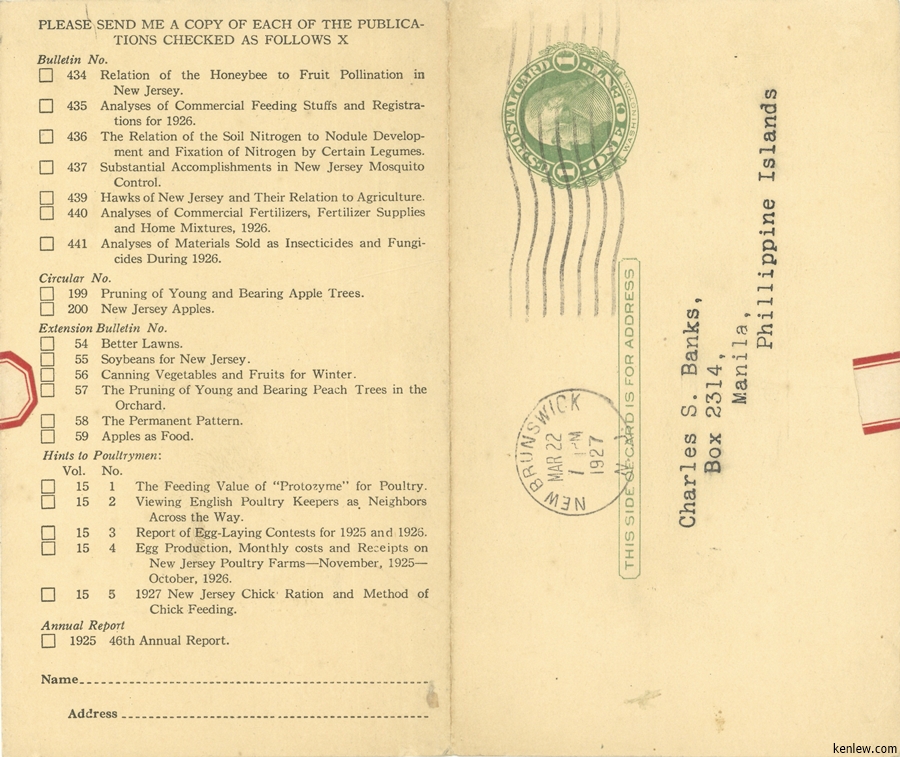 PLEASE SEND ME A COPY OF EACH OF THE PUBLICA-
TIONS CHECKED AS FOLLOWS X
Bulletin No.
434 Relation of the Honeybee to Fruit Pollination in
New Jersey.
435 Analyses of Commercial Feeding Stuffs and Registra-
tions for 1926.
436 The Relation of the Soil Nitrogen to Nodule Develop-
ment and Fixation of Nitrogen by Certain Legumes.
437 Substantial Accomplishments in New Jersey Mosquito
Control.
439 Hawks of New Jersey and Their Relation to Agriculture.
440 Analyses of Commercial Fertilizers, Fertilizer Supplies
and Home Mixtures, 1926.
441 Analyses of Materials Sold as Insecticides and Fungi-
cides During 1926.
Circular No.
199 Pruning of Young and Bearing Apple Trees.
200 New Jersey Apples.
Extension Bulletin No.
54 Better Lawns.
55 Soybeans for New Jersey.
56 Canning Vegetables and Fruits for Winter.
57 The Pruning of Young and Bearing Peach Trees in the
Orchard.
58 The Permanent Pattern.
59 Apples as Food.
Hints to Poultrymen:
Vol. No.
15 1 The Feeding Value of "Protozyme" for Poultry.
15 2 Viewing English Poultry Keepers as Neighbors
Across the Way.
15 3 Report of Egg-Laying Contests for 1925 and 1926.
15 4 Egg Production, Monthly costs and Receipts on
New Jersey Poultry Farms—November, 1925—
October, 1926.
15 5 1927 New Jersey Chick Ration and Method of
Chick Feeding.
Annual Report
1925 46th Annual Report.
Name
Address
U.S. POSTAL CARD
ONE CENT
1 1
WASHINGTON
NEW BRUNSWICK
MAR 22
1 PM
1927
N.J.
THIS SIDE OF CARD IS FOR ADDRESS
Charles S. Banks,
Box 2314,
Manila,
Phillippine Islands
kenlew.com